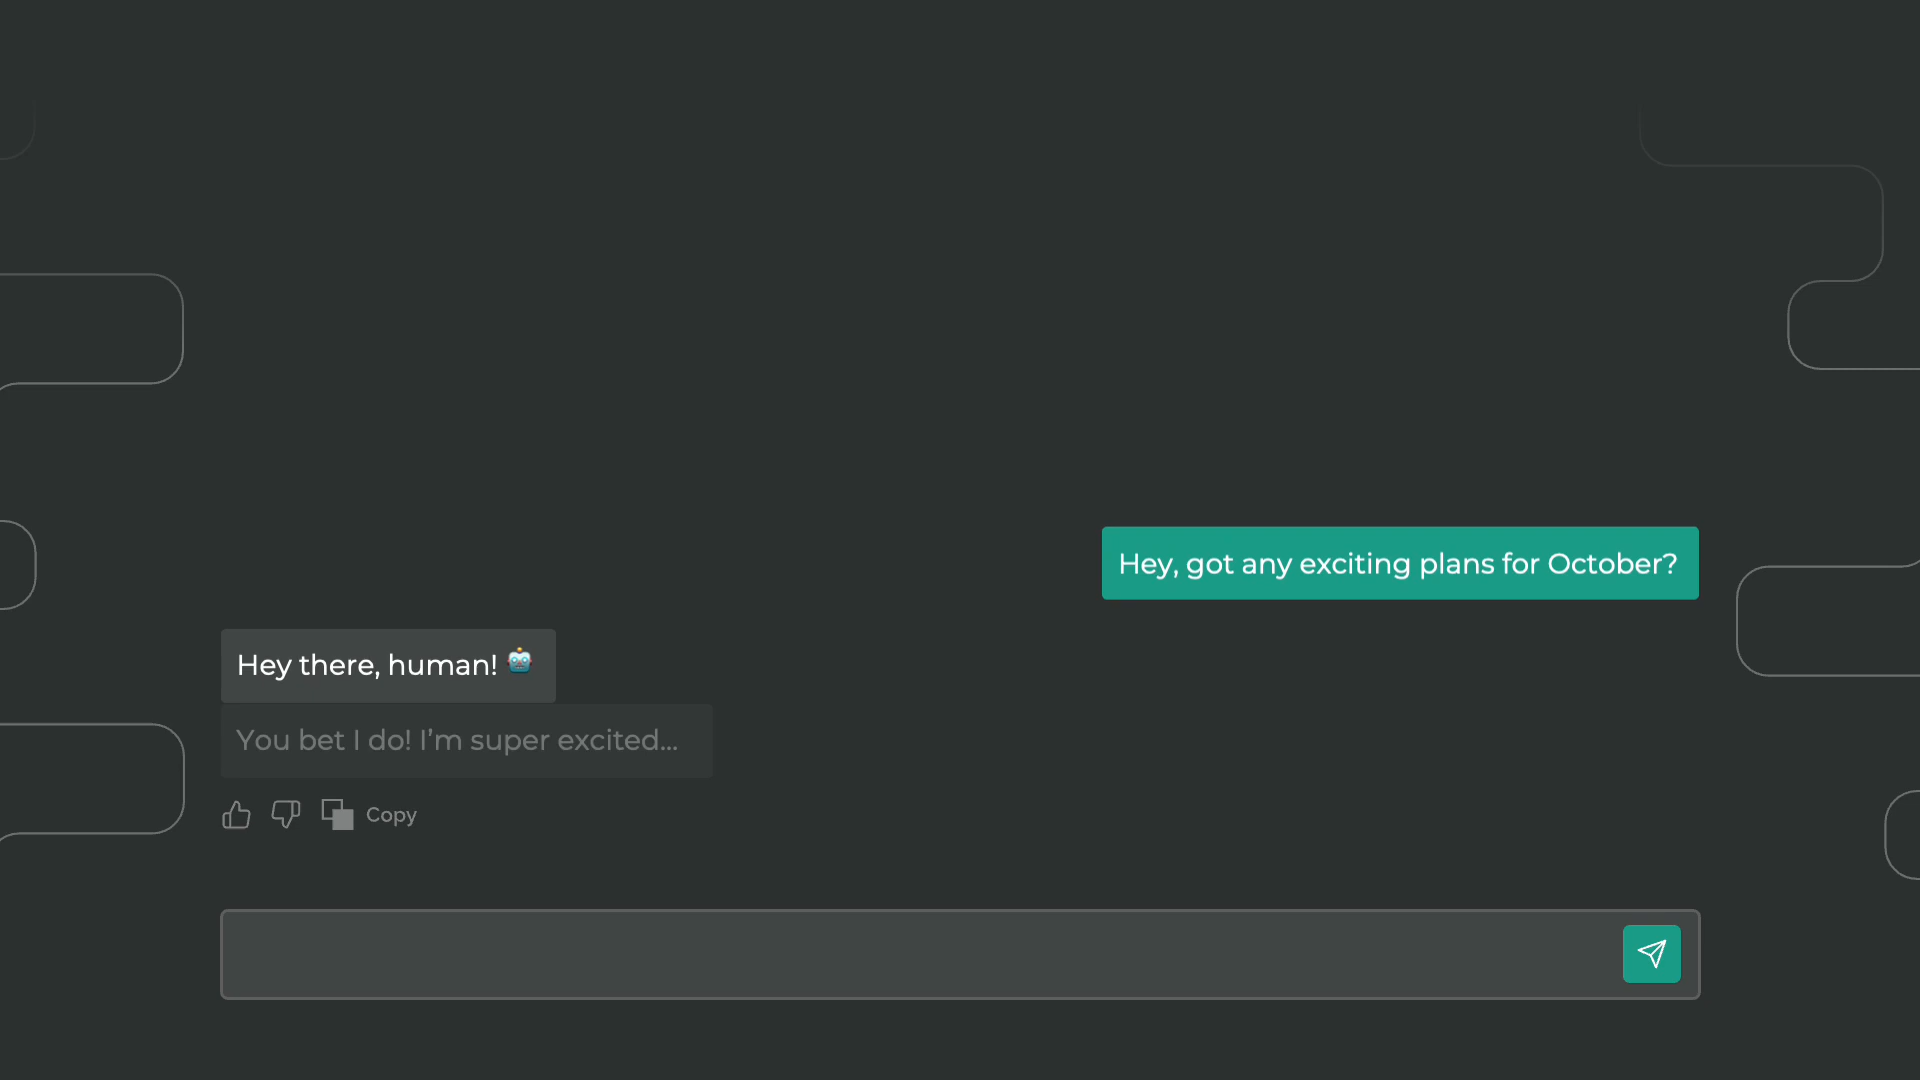 Hey, got any exciting plans for October?
Hey there, human! 🤖
You bet I do! I’m super excited...
Copy